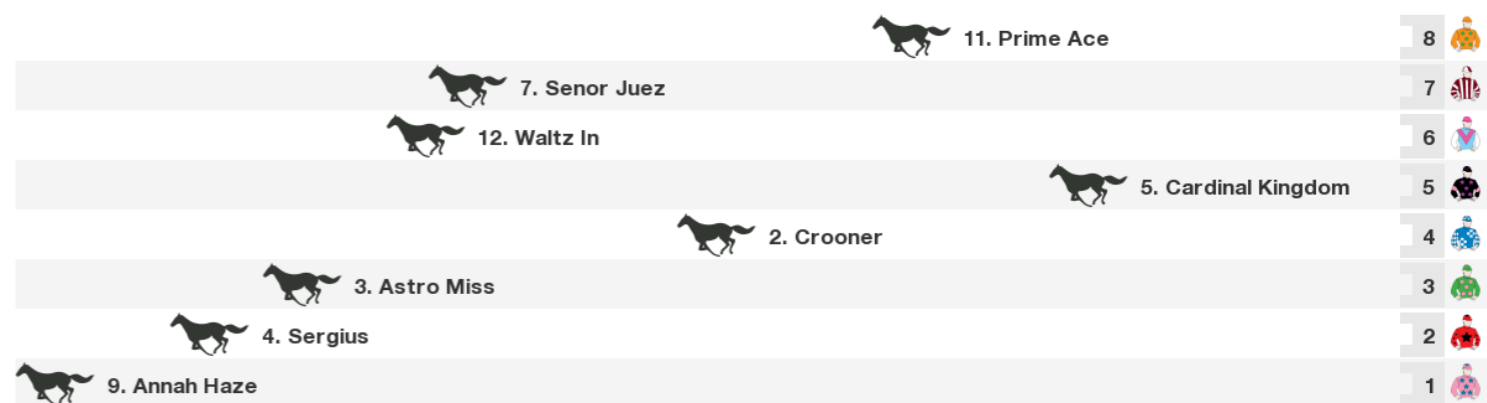 11. Prime Ace 8
7. Senor Juez 7
12. Waltz In 6
5. Cardinal Kingdom 5
2. Crooner 4
3. Astro Miss 3
4. Sergius 2
9. Annah Haze 1